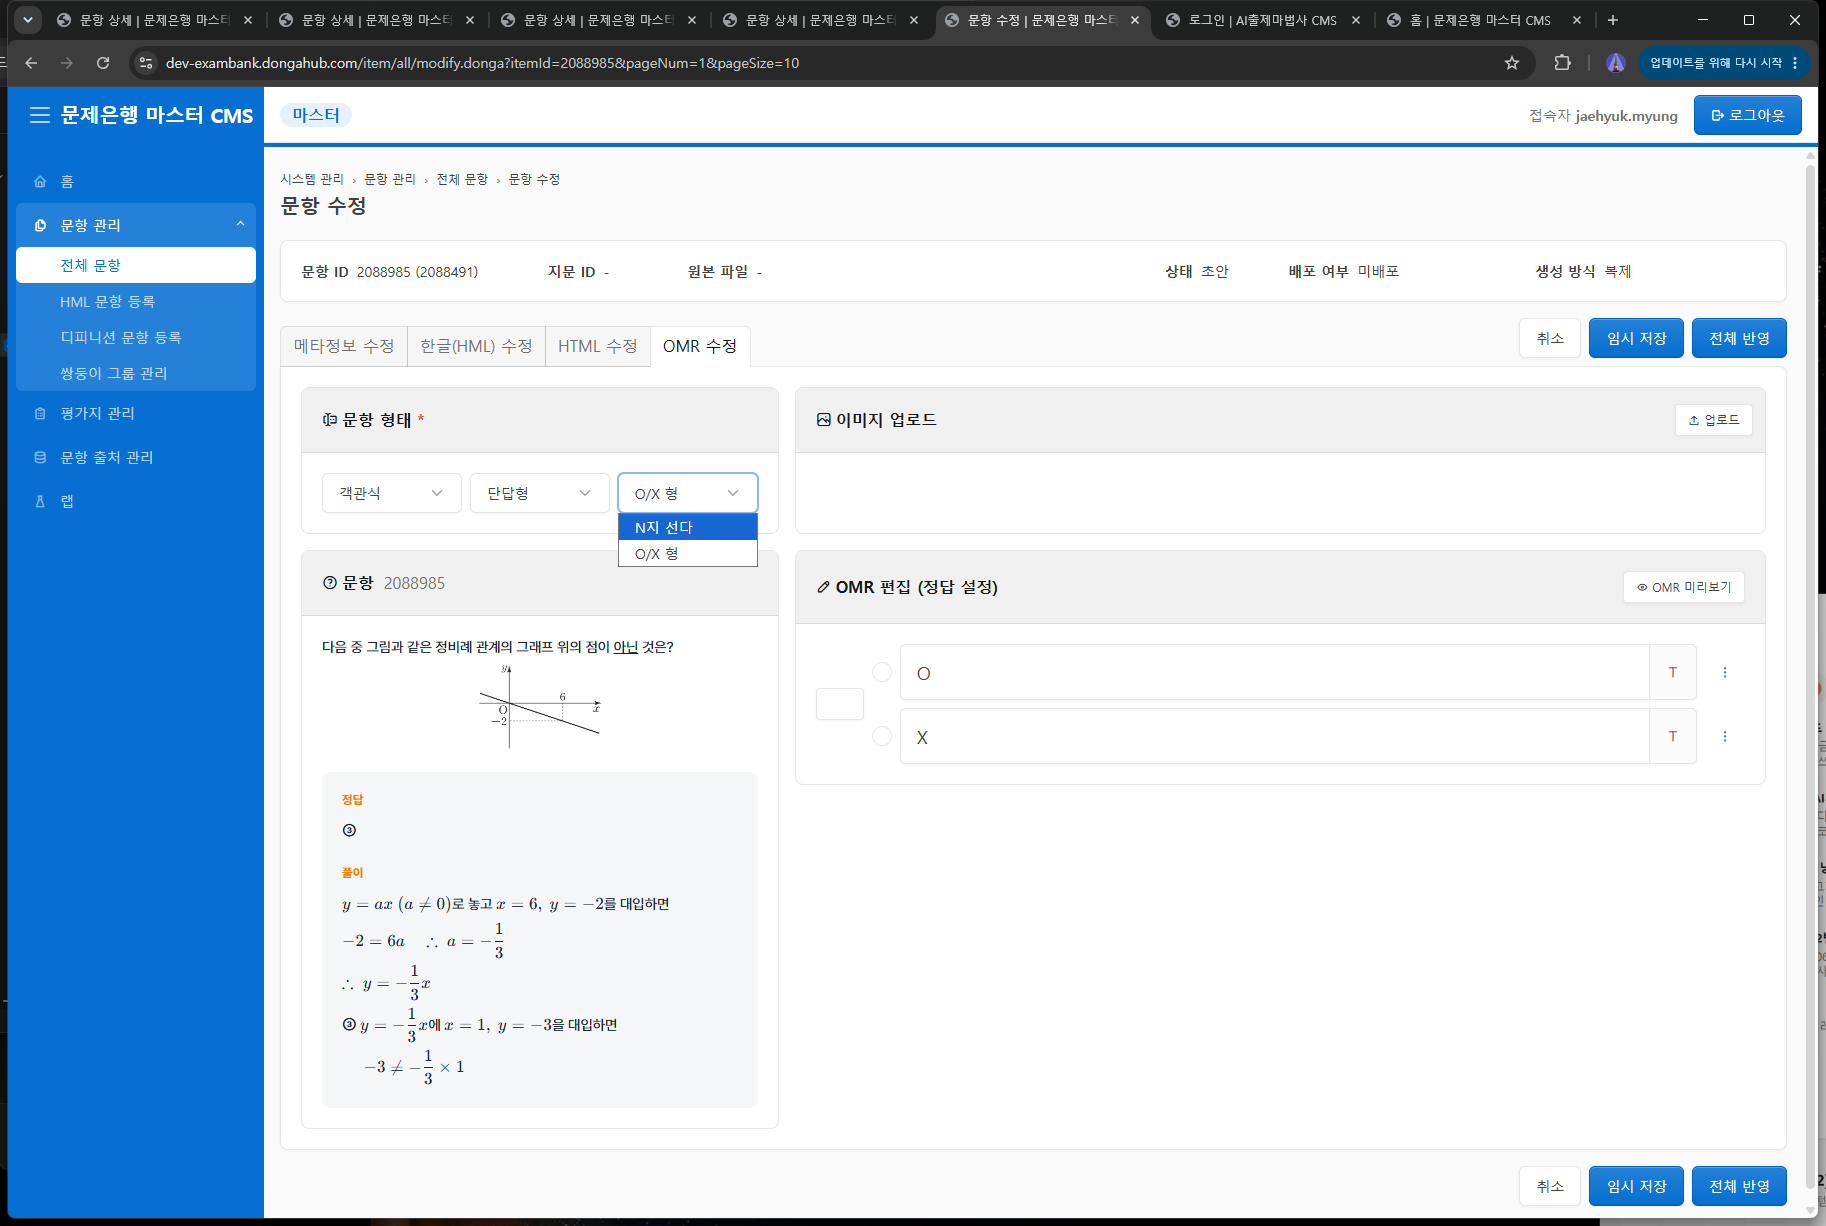 문항 상세 | 문제은행 마스터
문항 상세 | 문제은행 마스터
문항 상세 | 문제은행 마스터
문항 상세 | 문제은행 마스터
문항 수정 | 문제은행 마스터
로그인 | AI출제마법사 CMS
홈 | 문제은행 마스터 CMS
dev-exambank.dongahub.com/item/all/modify.donga?itemId=2088985&pageNum=1&pageSize=10
업데이트를 위해 다시 시작
문제은행 마스터 CMS
마스터
접속자 jaehyuk.myung
로그아웃
홈
문항 관리
전체 문항
HML 문항 등록
디피니션 문항 등록
쌍둥이 그룹 관리
평가지 관리
문항 출처 관리
랩
시스템 관리 › 문항 관리 › 전체 문항 › 문항 수정
문항 수정
문항 ID 2088985 (2088491)
지문 ID -
원본 파일 -
상태 초안
배포 여부 미배포
생성 방식 복제
메타정보 수정
한글(HML) 수정
HTML 수정
OMR 수정
취소
임시 저장
전체 반영
문항 형태 *
객관식
단답형
O/X 형
N지 선다
O/X 형
이미지 업로드
업로드
문항 2088985
다음 중 그림과 같은 정비례 관계의 그래프 위의 점이 아닌 것은?
y
6
O
x
−2
정답
③
풀이
y = ax (a ≠ 0)로 놓고 x = 6, y = −2를 대입하면
−2 = 6a ∴ a = −1/3
∴ y = −1/3x
③ y = −1/3x에 x = 1, y = −3을 대입하면
−3 ≠ −1/3 × 1
OMR 편집 (정답 설정)
OMR 미리보기
O
T
X
T
취소
임시 저장
전체 반영